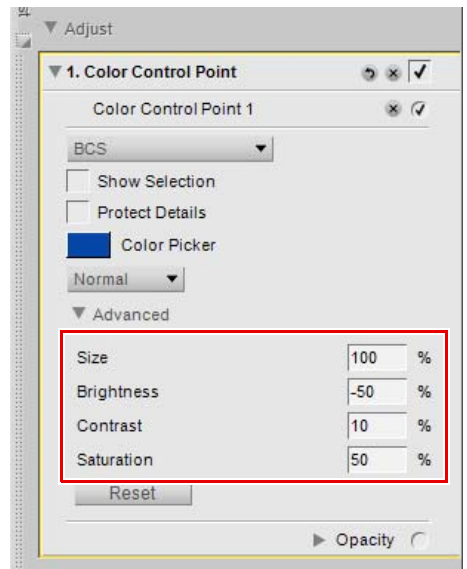 Adjust
1. Color Control Point
Color Control Point 1
BCS
Show Selection
Protect Details
Color Picker
Normal
Advanced
Size 100 %
Brightness -50 %
Contrast 10 %
Saturation 50 %
Reset
Opacity